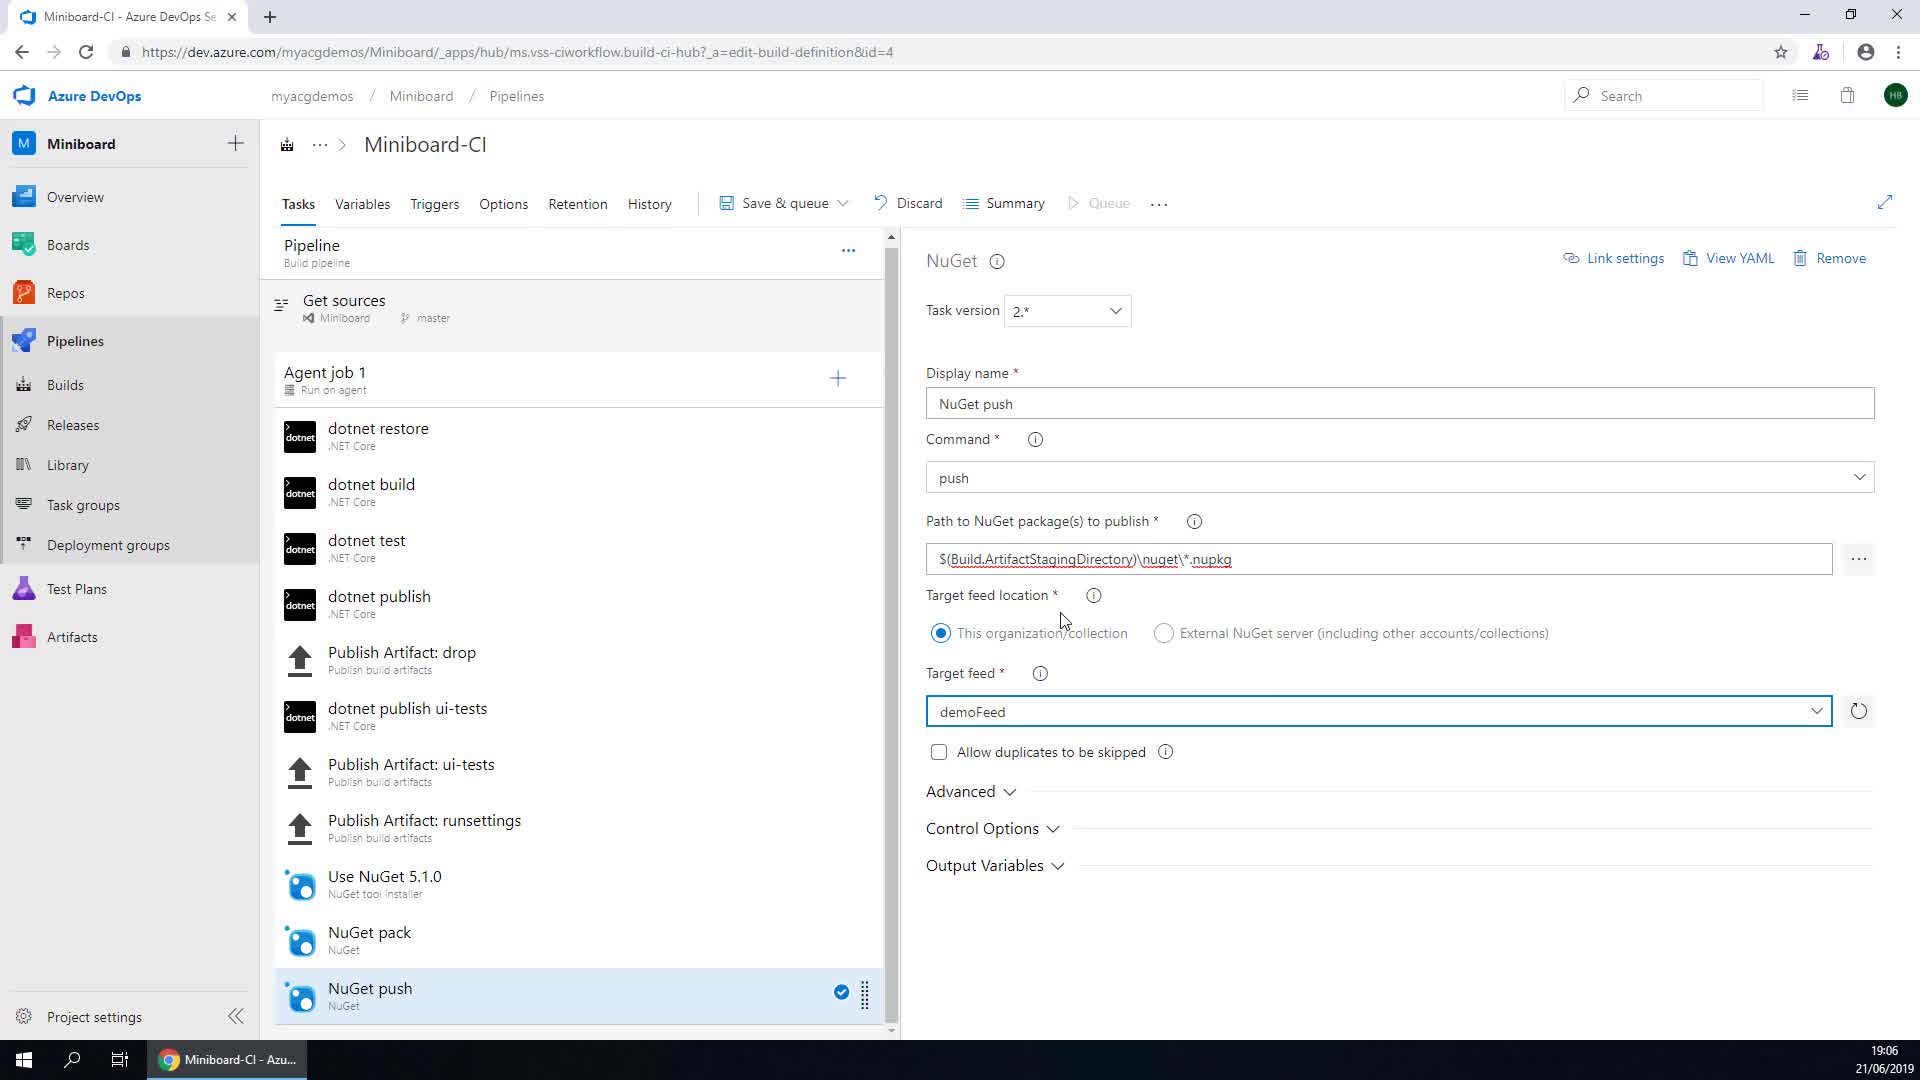 Miniboard-CI - Azure DevOps Se
https://dev.azure.com/myacgdemos/Miniboard/_apps/hub/ms.vss-ciworkflow.build-ci-hub?_a=edit-build-definition&id=4
Azure DevOps
myacgdemos / Miniboard / Pipelines
Search
HB
M Miniboard
Overview
Boards
Repos
Pipelines
Builds
Releases
Library
Task groups
Deployment groups
Test Plans
Artifacts
Project settings
Miniboard-CI
Tasks Variables Triggers Options Retention History Save & queue Discard Summary Queue
Pipeline
Build pipeline
Get sources
Miniboard master
Agent job 1
Run on agent
dotnet restore
.NET Core
dotnet build
.NET Core
dotnet test
.NET Core
dotnet publish
.NET Core
Publish Artifact: drop
Publish build artifacts
dotnet publish ui-tests
.NET Core
Publish Artifact: ui-tests
Publish build artifacts
Publish Artifact: runsettings
Publish build artifacts
Use NuGet 5.1.0
NuGet tool installer
NuGet pack
NuGet
NuGet push
NuGet
dotnet
dotnet
dotnet
dotnet
dotnet
NuGet
Link settings View YAML Remove
Task version 2.*
Display name *
NuGet push
Command *
push
Path to NuGet package(s) to publish *
$(Build.ArtifactStagingDirectory)\nuget\*.nupkg
Target feed location *
This organization/collection External NuGet server (including other accounts/collections)
Target feed *
demoFeed
Allow duplicates to be skipped
Advanced
Control Options
Output Variables
Miniboard-CI - Azu...
19:06
21/06/2019